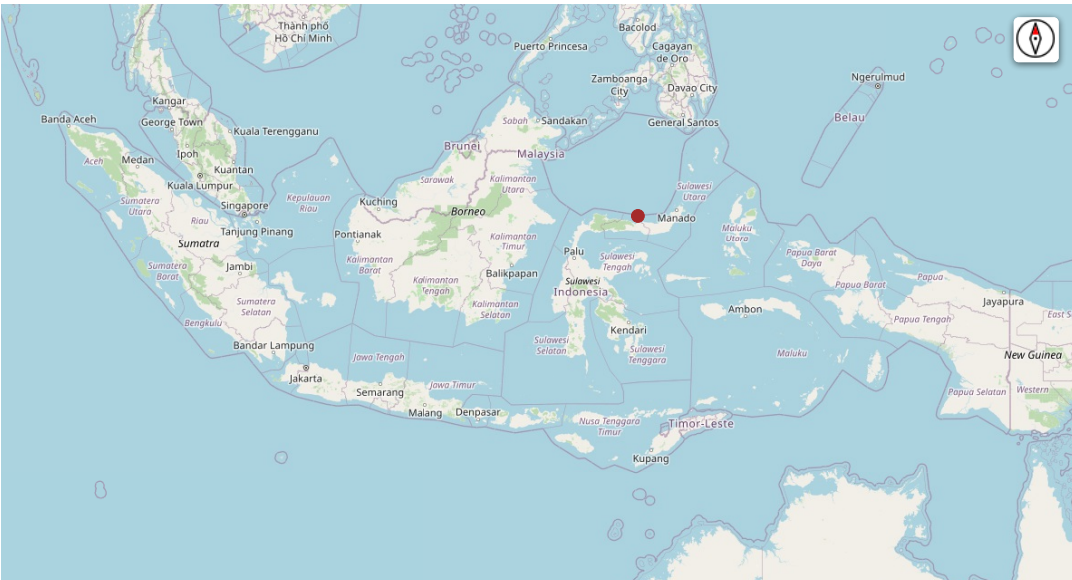 Thành phố
Hồ Chí Minh
Bacolod
Puerto Princesa
Cagayan
de Oro
Zamboanga
City
Davao City
Ngerulmud
Kangar
Banda Aceh
George Town
Kuala Terengganu
Sabah
Sandakan
General Santos
Belau
Ipoh
Brunei
Malaysia
Aceh
Medan
Kuantan
Kuala Lumpur
Sarawak
Kalimantan
Utara
Sulawesi
Utara
Sumatera
Utara
Kepulauan
Riau
Singapore
Kuching
Borneo
Riau
Tanjung Pinang
Manado
Sumatra
Pontianak
Kalimantan
Timur
Maluku
Utara
Palu
Sulawesi
Tengah
Papua Barat
Daya
Sumatera
Barat
Jambi
Kalimantan
Barat
Balikpapan
Kalimantan
Tengah
Sulawesi
Indonesia
Papua Barat
Papua
Sumatera
Selatan
Kalimantan
Selatan
Jayapura
Bengkulu
Ambon
Papua Tengah
East S
Kendari
Bandar Lampung
Sulawesi
Selatan
Sulawesi
Tenggara
Jawa Tengah
Maluku
New Guinea
Jakarta
Semarang
Jawa Timur
Papua Selatan
Western
Malang
Denpasar
Nusa Tenggara
Timur
Timor-Leste
Kupang